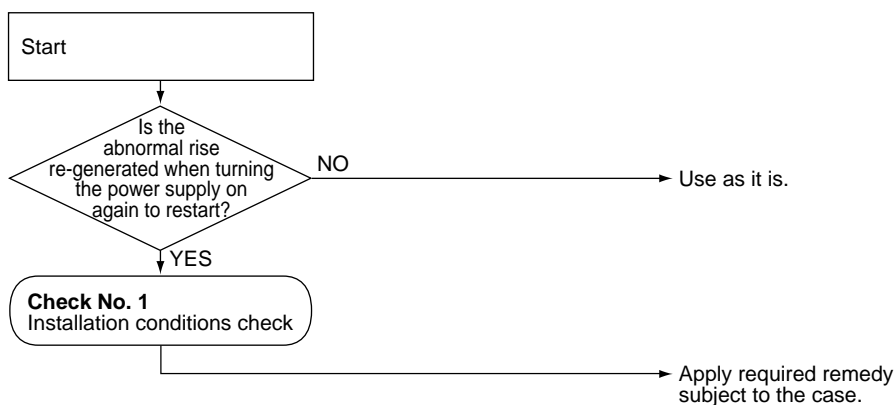 Start
Is the
abnormal rise
re-generated when turning
the power supply on
again to restart?
NO
Use as it is.
YES
Check No. 1
Installation conditions check
Apply required remedy
subject to the case.